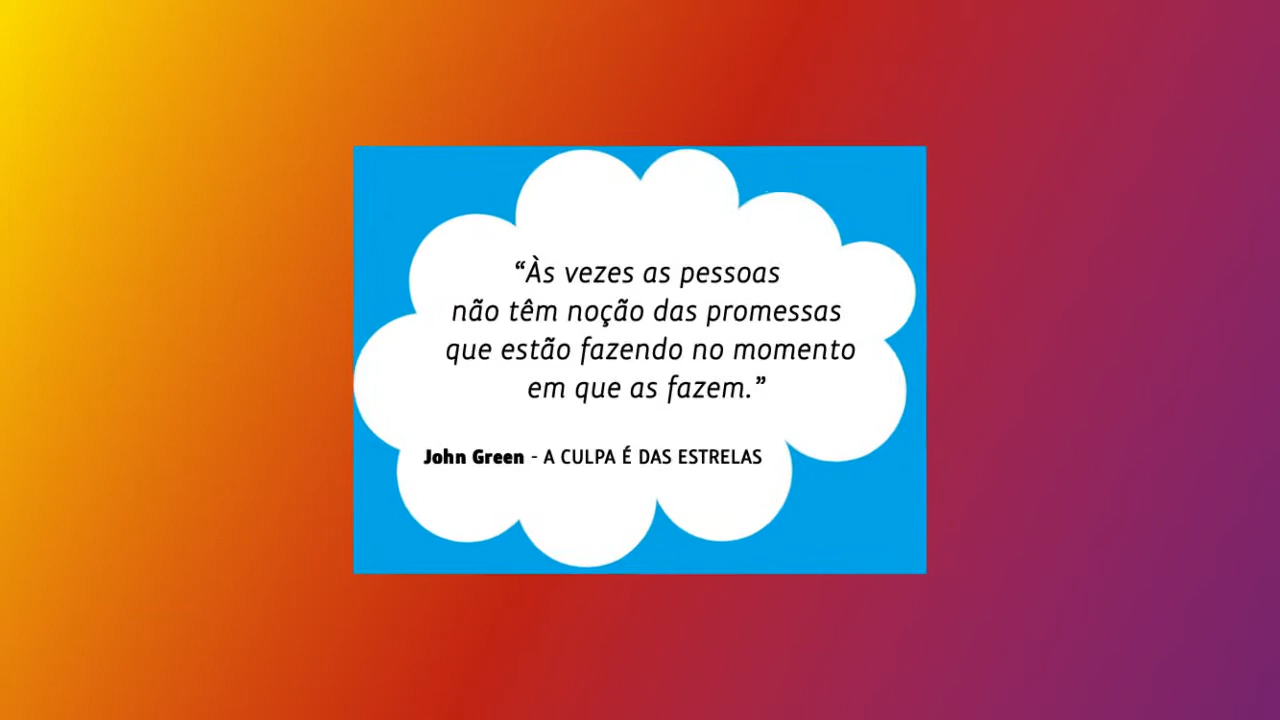 “Às vezes as pessoas
não têm noção das promessas
que estão fazendo no momento
em que as fazem.”
John Green - A CULPA É DAS ESTRELAS